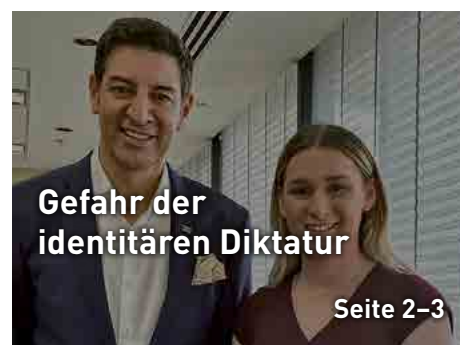 Gefahr der
identitären Diktatur
Seite 2–3